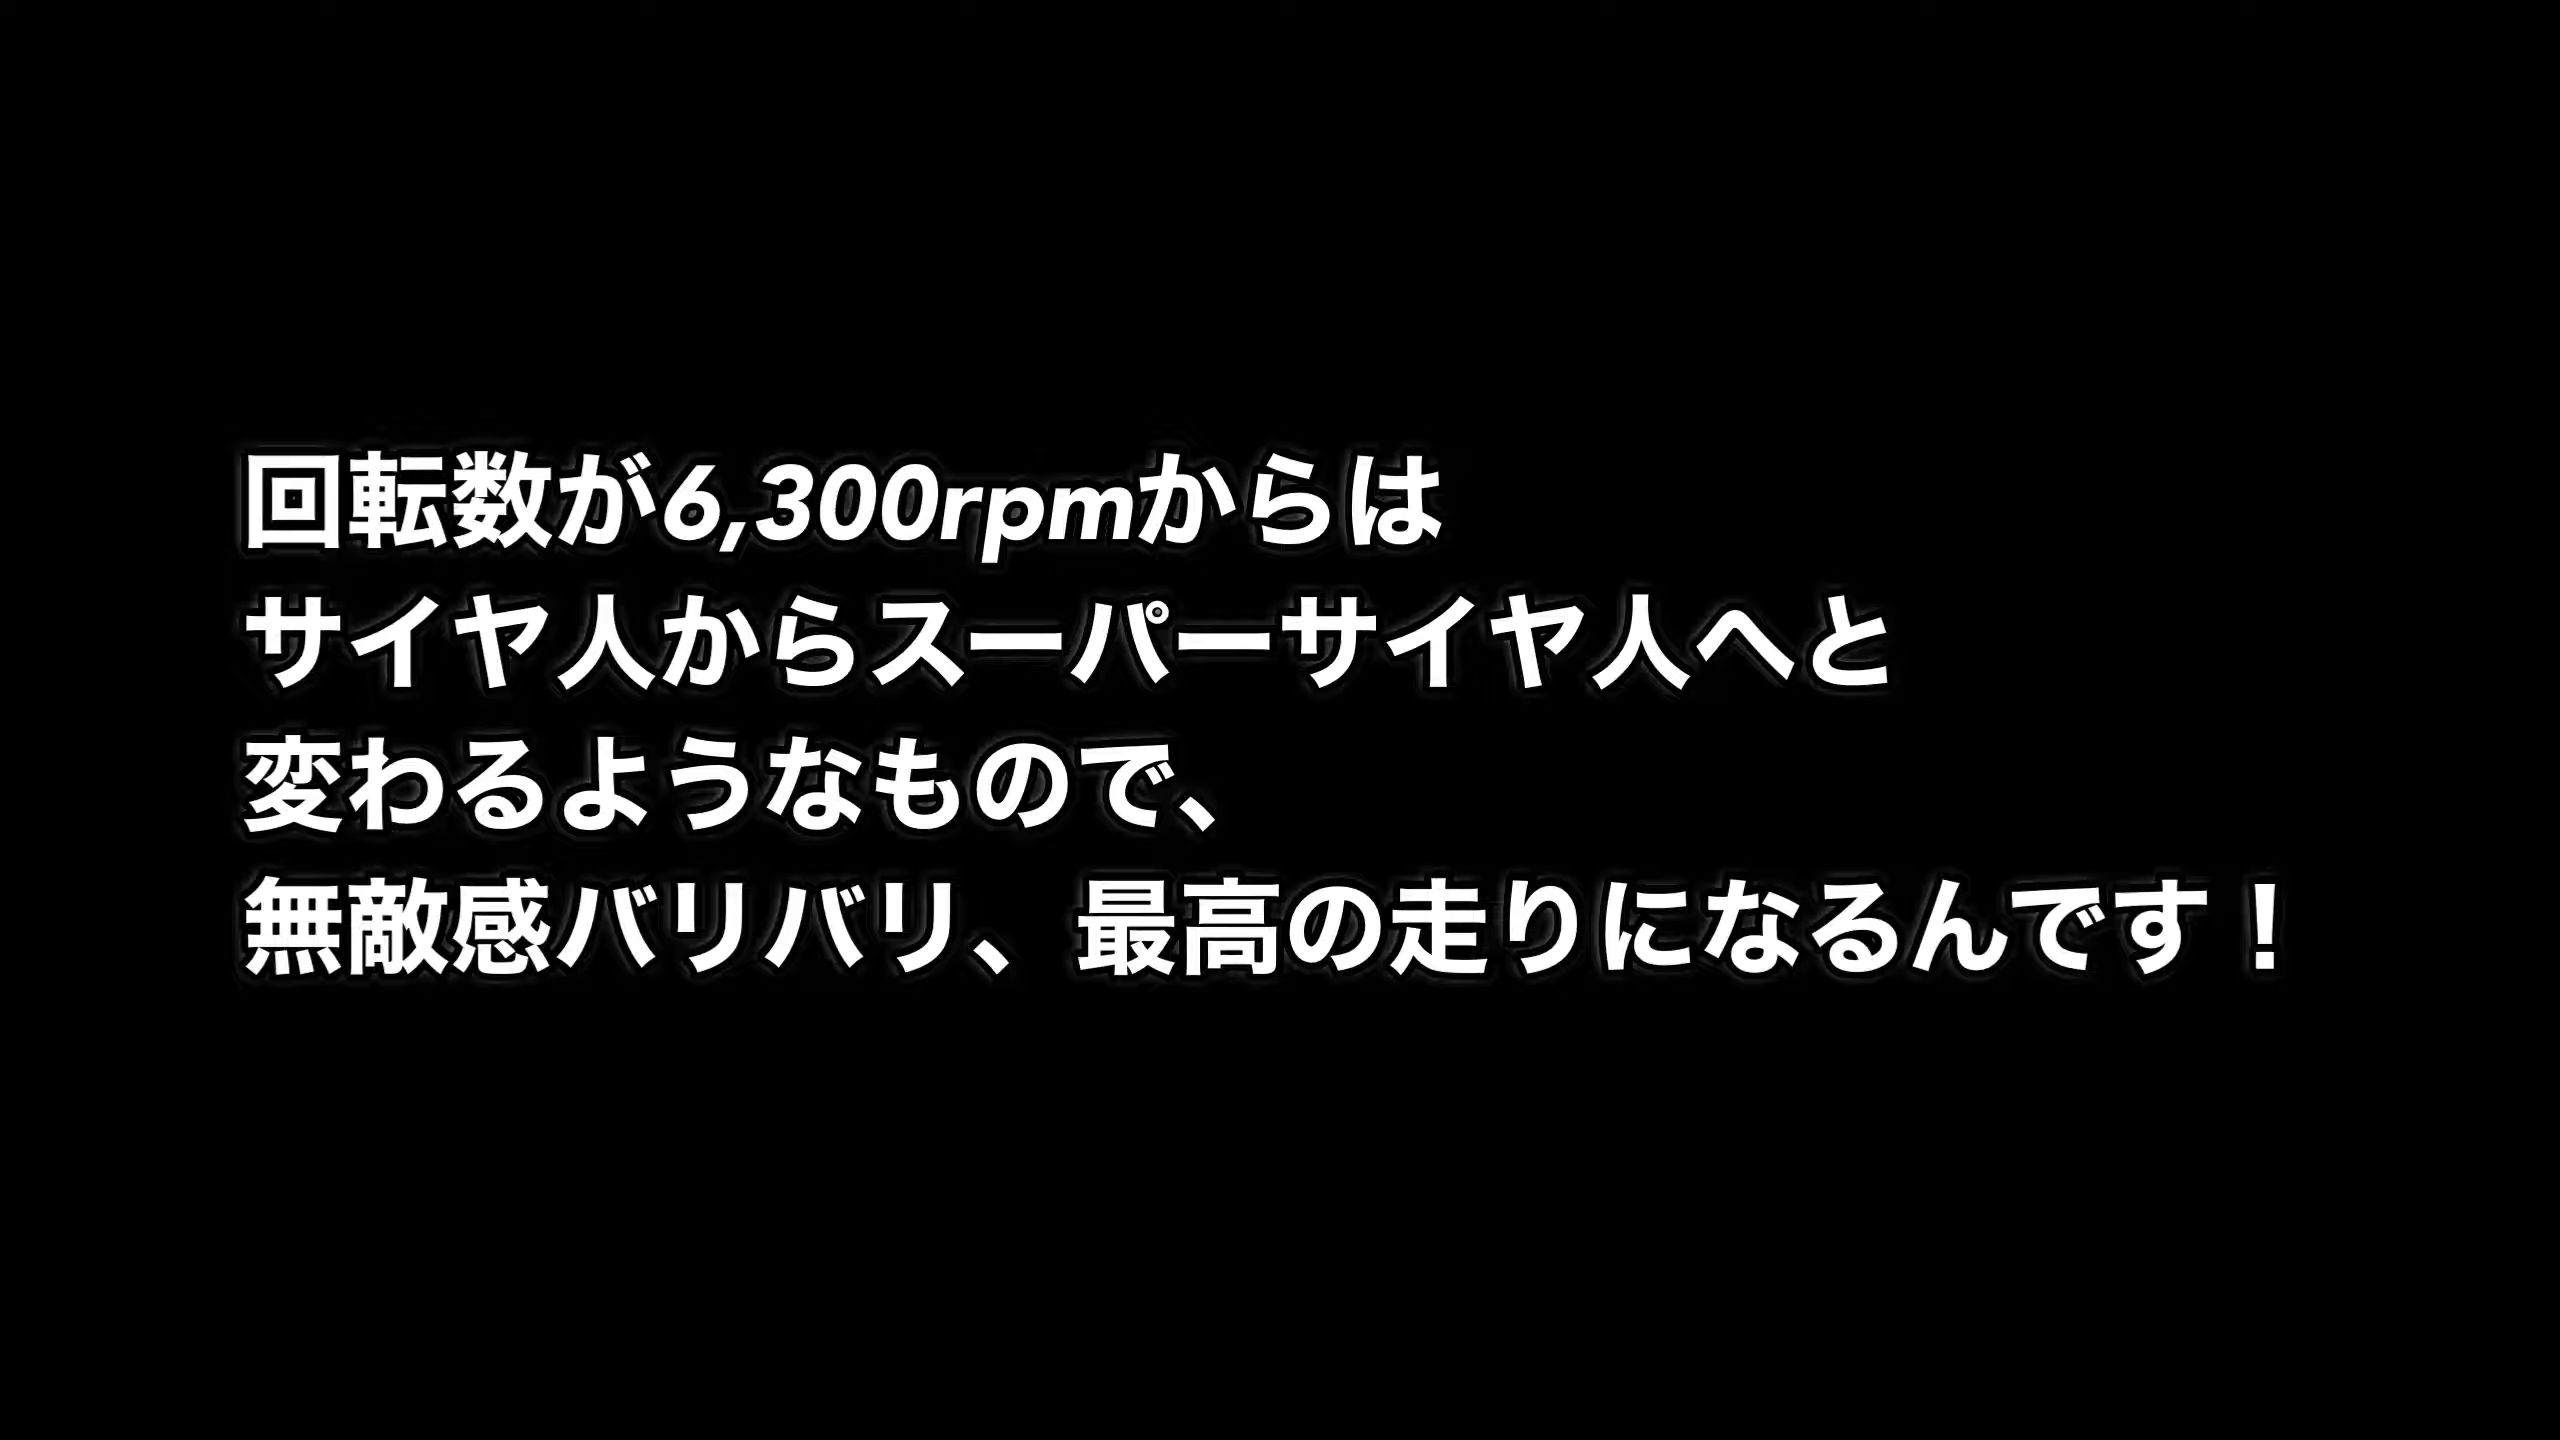 回転数が6,300rpmからは
サイヤ人からスーパーサイヤ人へと
変わるようなもので、
無敵感バリバリ、最高の走りになるんです！